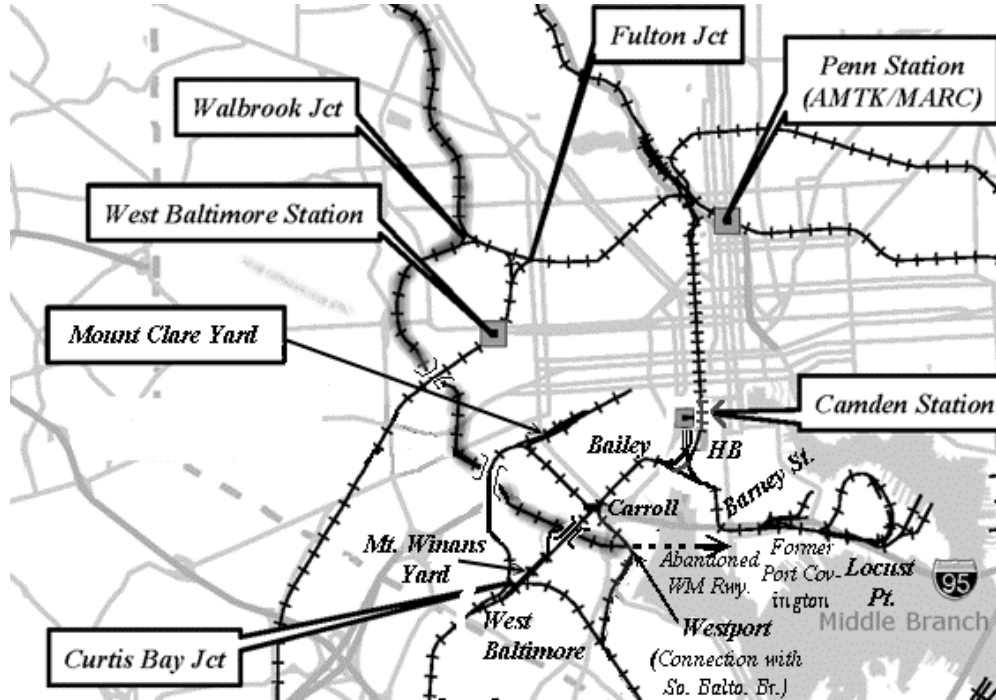 Fulton Jct
Penn Station
(AMTK/MARC)
Walbrook Jct
West Baltimore Station
Mount Clare Yard
Camden Station
Bailey
HB
Barney St.
Carroll
Mt. Winans
Yard
Abandoned
WM Rwy.
Former
Port Cov-
ington
Locust
Pt.
95
Middle Branch
West
Baltimore
Westport
(Connection with
So. Balto. Br.)
Curtis Bay Jct